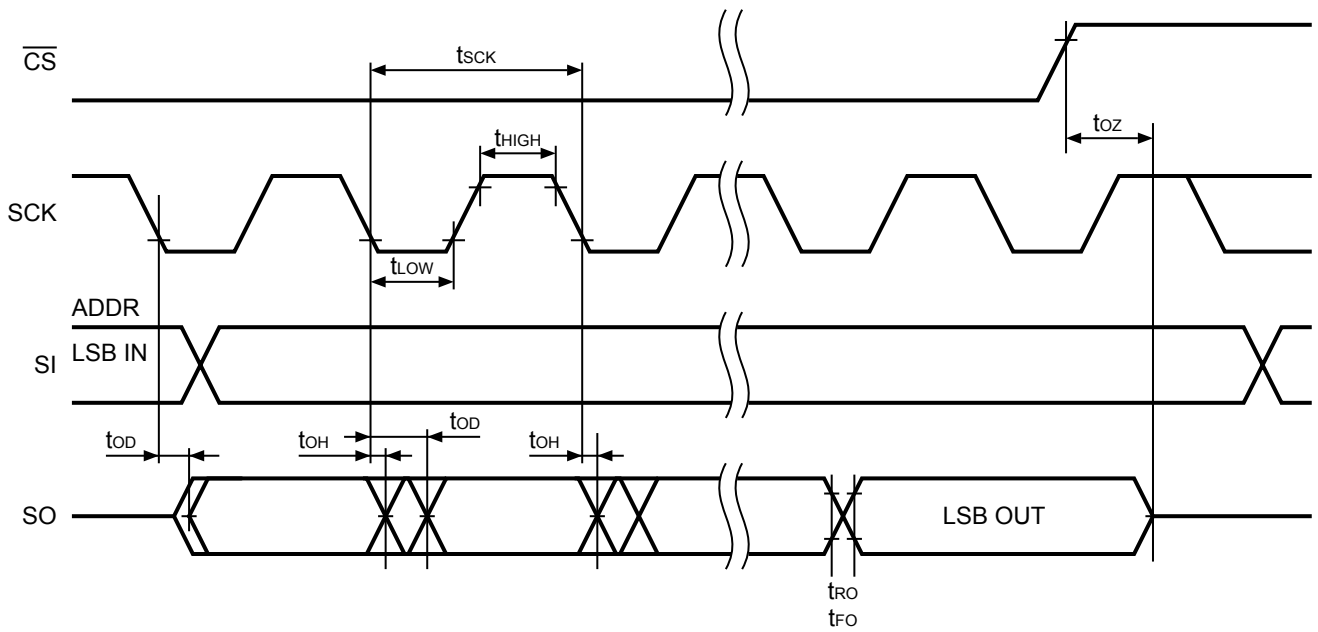 CS
tSCK
tHIGH
tOZ
SCK
tLOW
ADDR
LSB IN
SI
tOD
tOH
tOD
tOH
SO
LSB OUT
tRO
tFO